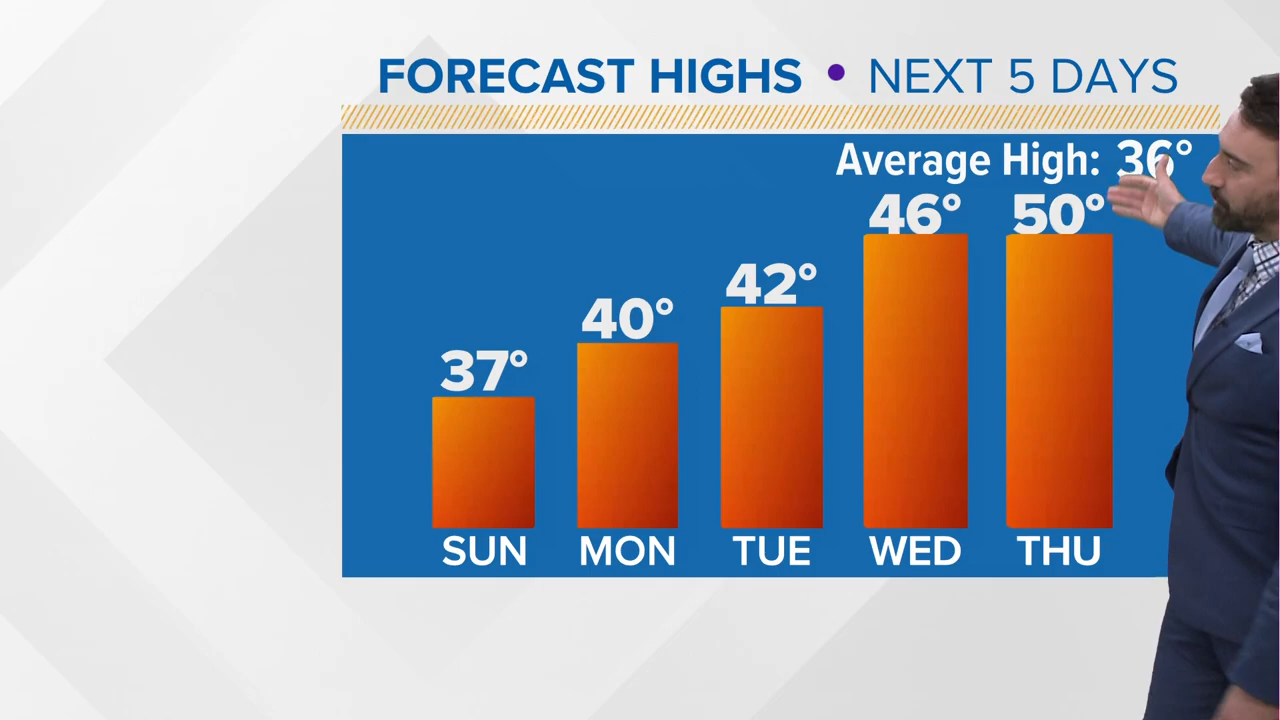 FORECAST HIGHS • NEXT 5 DAYS
Average High: 36°
37° 40° 42° 46° 50°
SUN MON TUE WED THU